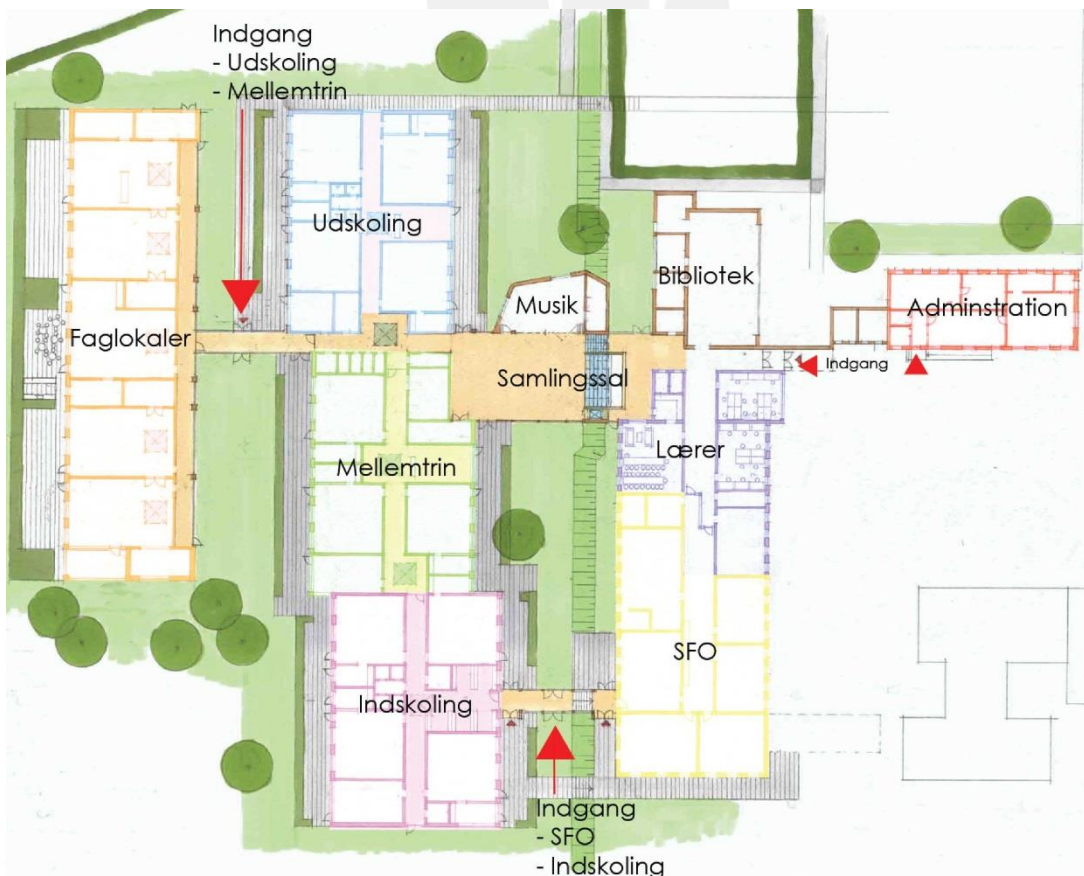 Indgang
- Udskoling
- Mellemtrin
Udskoling
Bibliotek
Musik
Adminstration
Faglokaler
Indgang
Samlingssal
Lærer
Mellemtrin
SFO
Indskoling
Indgang
- SFO
- Indskoling